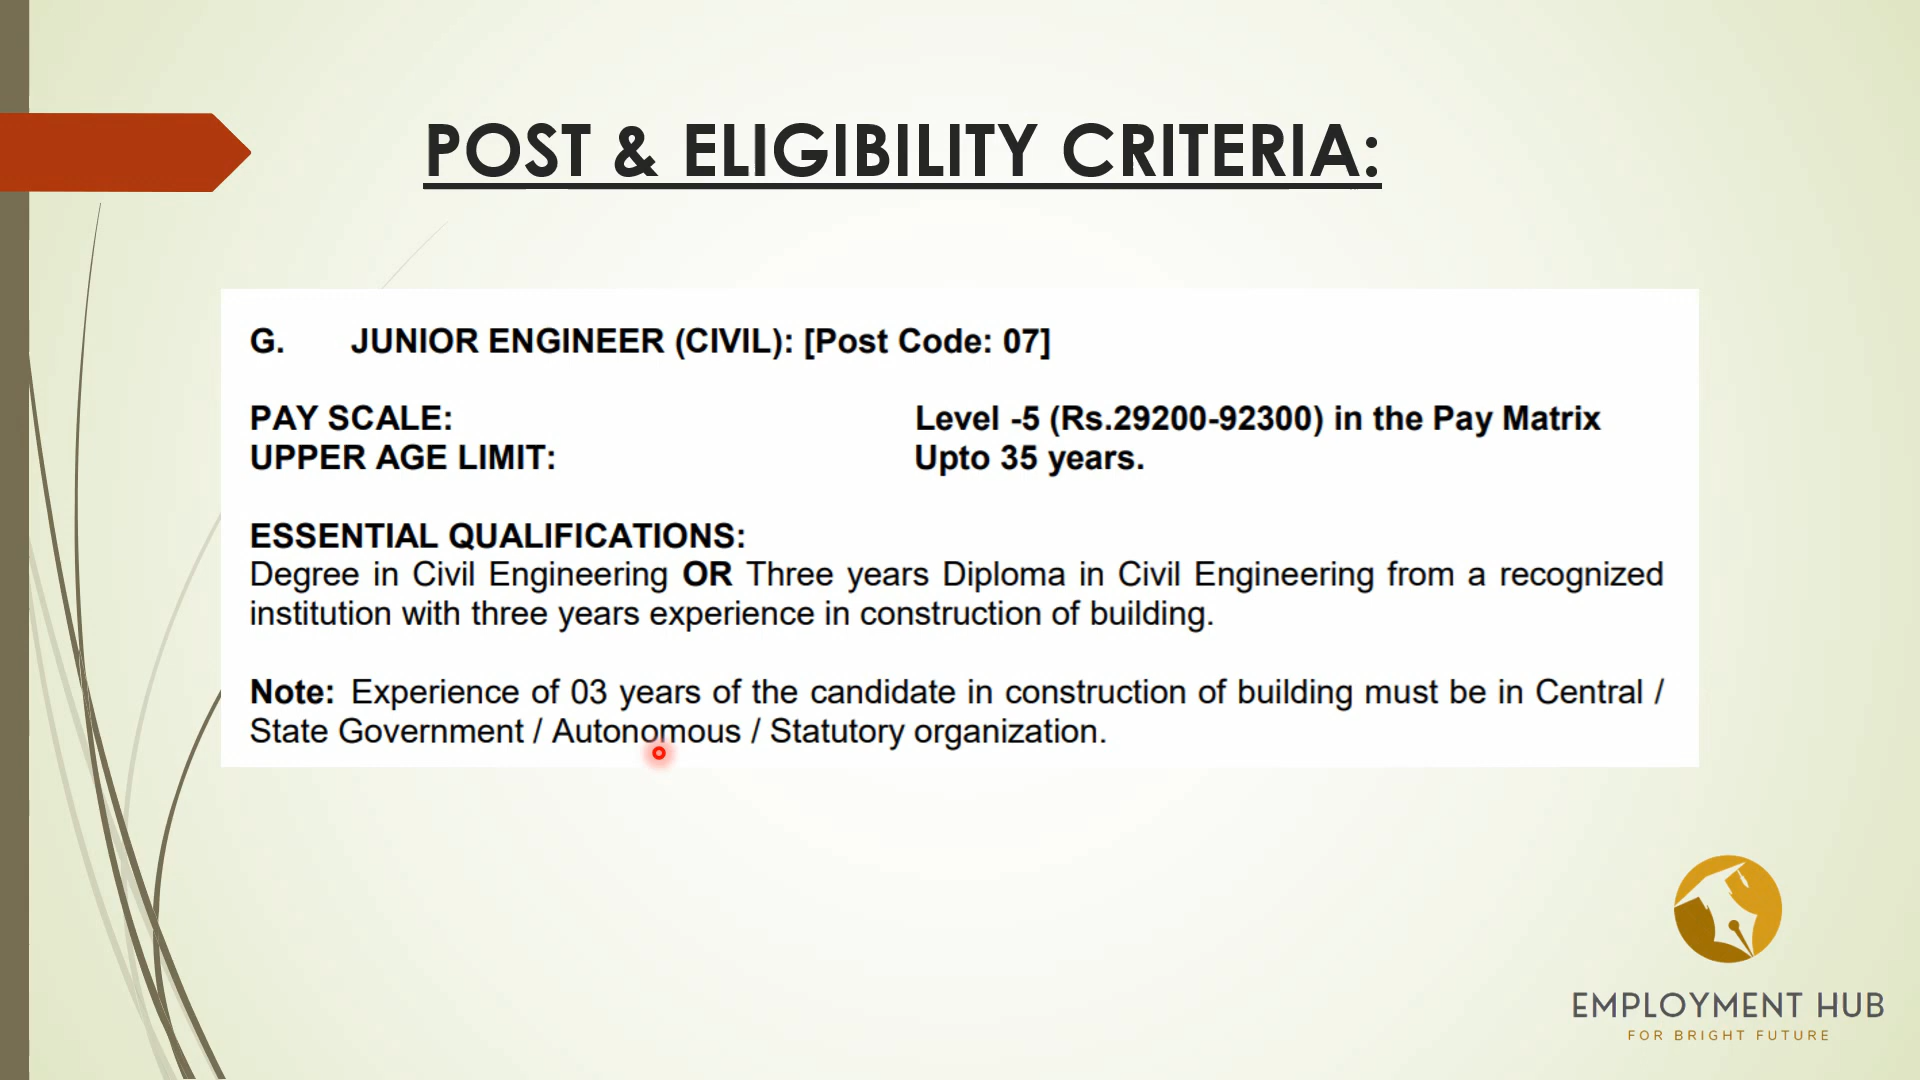 POST & ELIGIBILITY CRITERIA:
G. JUNIOR ENGINEER (CIVIL): [Post Code: 07]
PAY SCALE: Level -5 (Rs.29200-92300) in the Pay Matrix
UPPER AGE LIMIT: Upto 35 years.
ESSENTIAL QUALIFICATIONS:
Degree in Civil Engineering OR Three years Diploma in Civil Engineering from a recognized
institution with three years experience in construction of building.
Note: Experience of 03 years of the candidate in construction of building must be in Central /
State Government / Autonomous / Statutory organization.
EMPLOYMENT HUB
FOR BRIGHT FUTURE